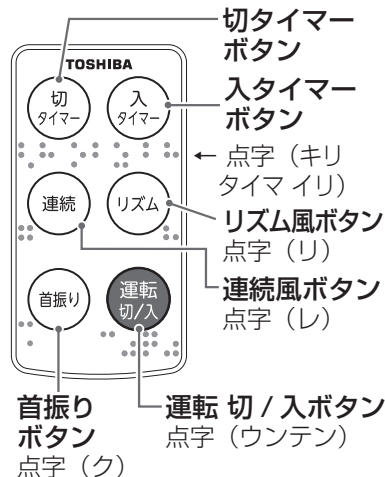 切タイマー
ボタン
TOSHIBA
切
タイマー
入
タイマー
入タイマー
ボタン
← 点字（キリ
タイマ イリ）
連続
リズム
リズム風ボタン
点字（リ）
連続風ボタン
点字（レ）
首振り
運転
切/入
首振り
ボタン
点字（ク）
運転 切 / 入ボタン
点字（ウンテン）